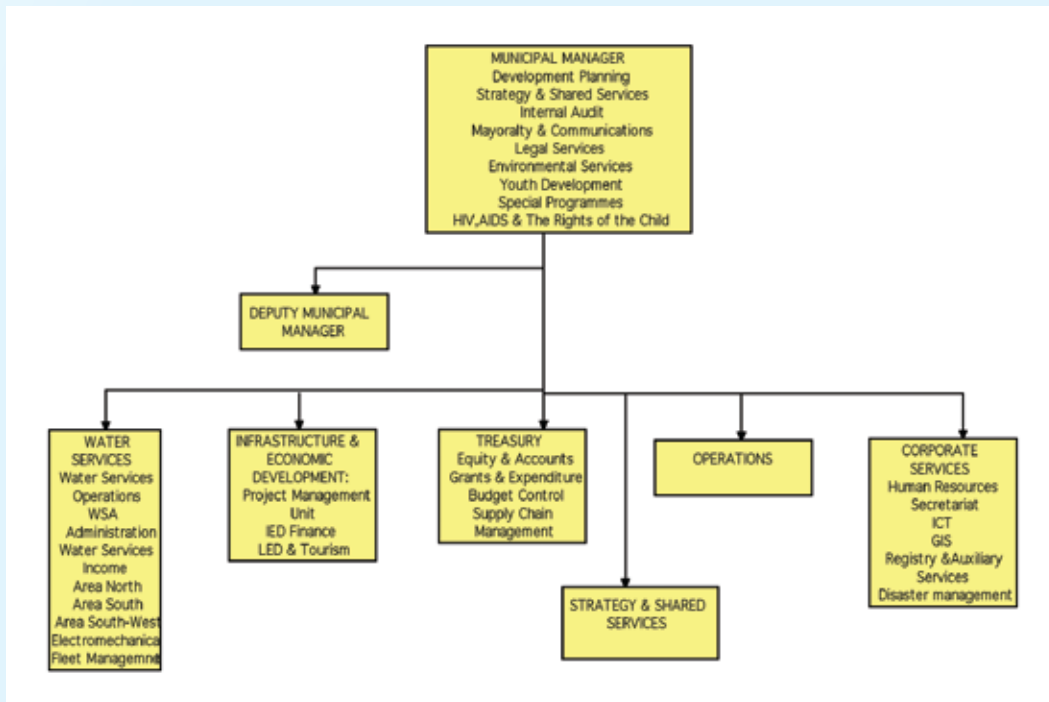 MUNICIPAL MANAGER
Development Planning
Strategy & Shared Services
Internal Audit
Mayoralty & Communications
Legal Services
Environmental Services
Youth Development
Special Programmes
HIV,AIDS & The Rights of the Child
DEPUTY MUNICIPAL
MANAGER
WATER
SERVICES
Water Services
Operations
WSA
Administration
Water Services
Income
Area North
Area South
Area South-West
Electromechanica
Fleet Managemne
INFRASTRUCTURE &
ECONOMIC
DEVELOPMENT:
Project Management
Unit
IED Finance
LED & Tourism
TREASURY
Equity & Accounts
Grants & Expenditure
Budget Control
Supply Chain
Management
STRATEGY & SHARED
SERVICES
OPERATIONS
CORPORATE
SERVICES
Human Resources
Secretariat
ICT
GIS
Registry &Auxiliary
Services
Disaster management